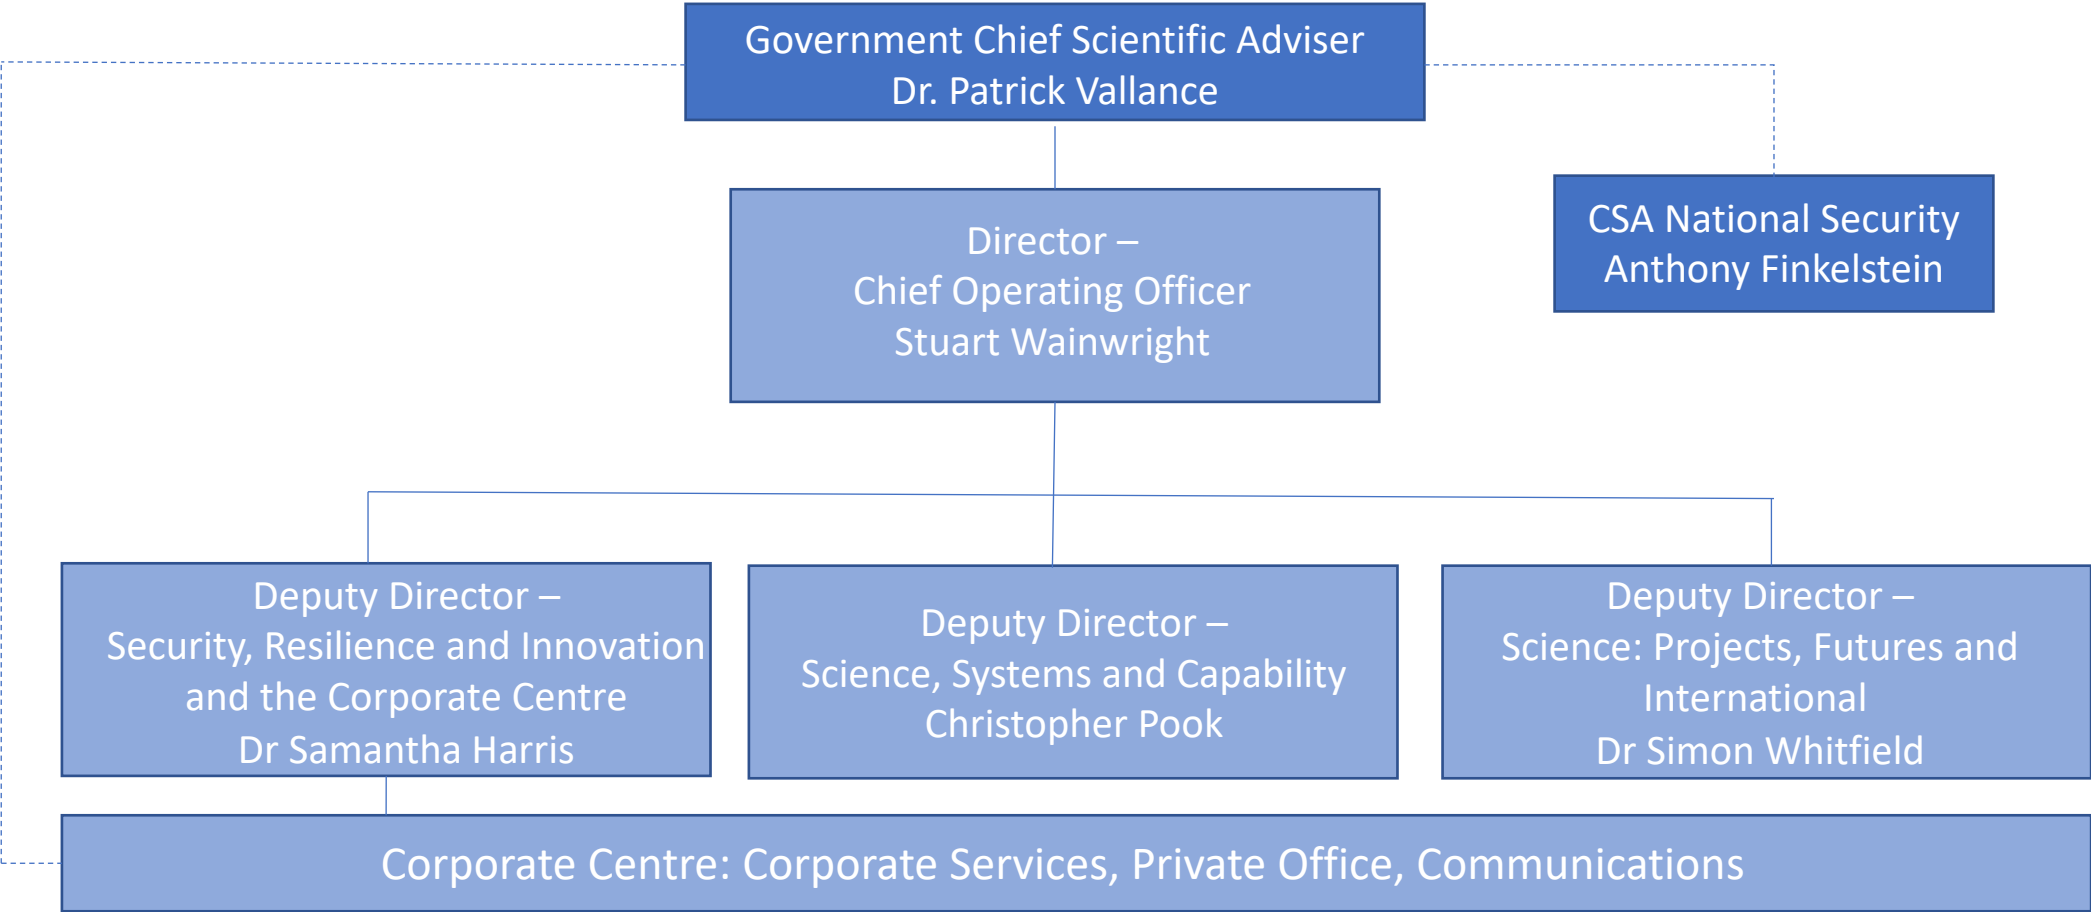 Government Chief Scientific Adviser
Dr. Patrick Vallance
CSA National Security
Anthony Finkelstein
Director –
Chief Operating Officer
Stuart Wainwright
Deputy Director –
Security, Resilience and Innovation
and the Corporate Centre
Dr Samantha Harris
Deputy Director –
Science, Systems and Capability
Christopher Pook
Deputy Director –
Science: Projects, Futures and
International
Dr Simon Whitfield
Corporate Centre: Corporate Services, Private Office, Communications